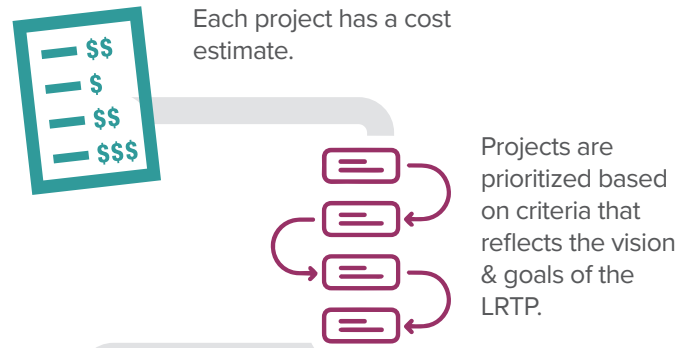 Each project has a cost
estimate.
$$
$
$$
$$$
Projects are
prioritized based
on criteria that
reflects the vision
& goals of the
LRTP.